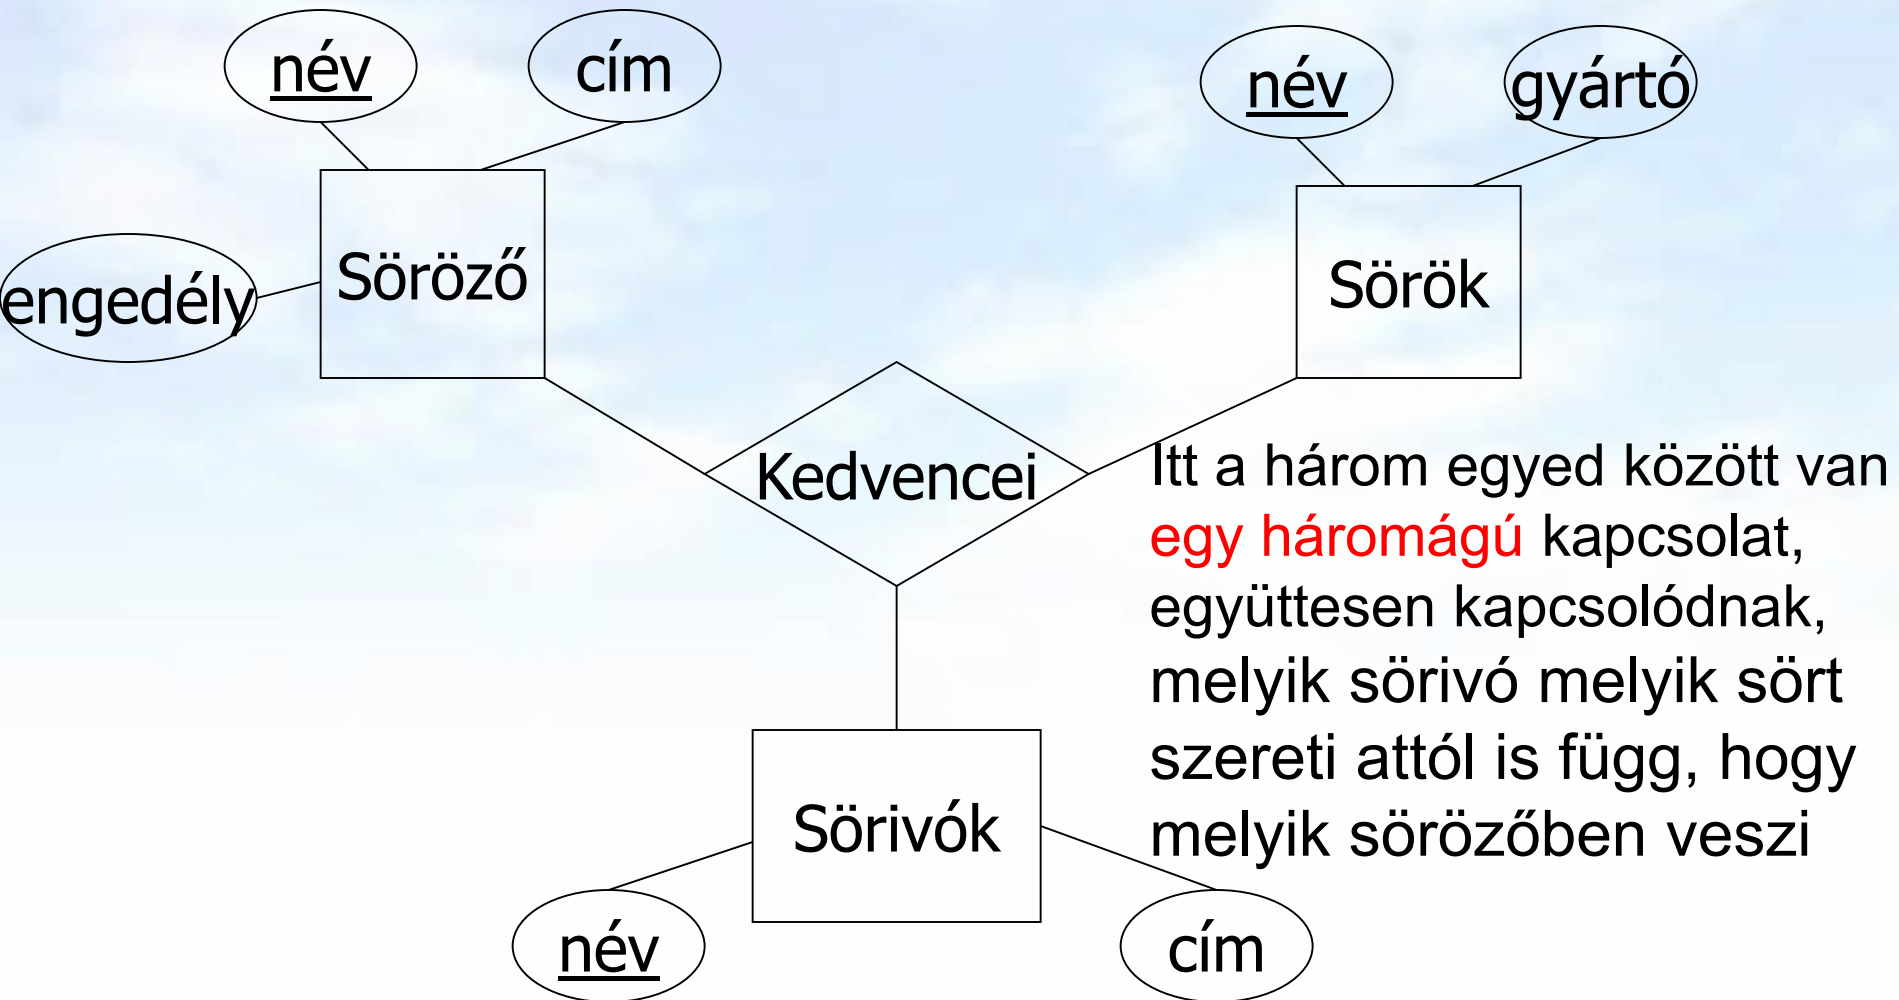 név cím
név gyártó
engedély Söröző
Sörök
Kedvencei
Itt a három egyed között van
egy háromágú kapcsolat,
együttesen kapcsolódnak,
melyik sörivó melyik sört
szereti attól is függ, hogy
melyik sörözőben veszi
Sörivók
név cím